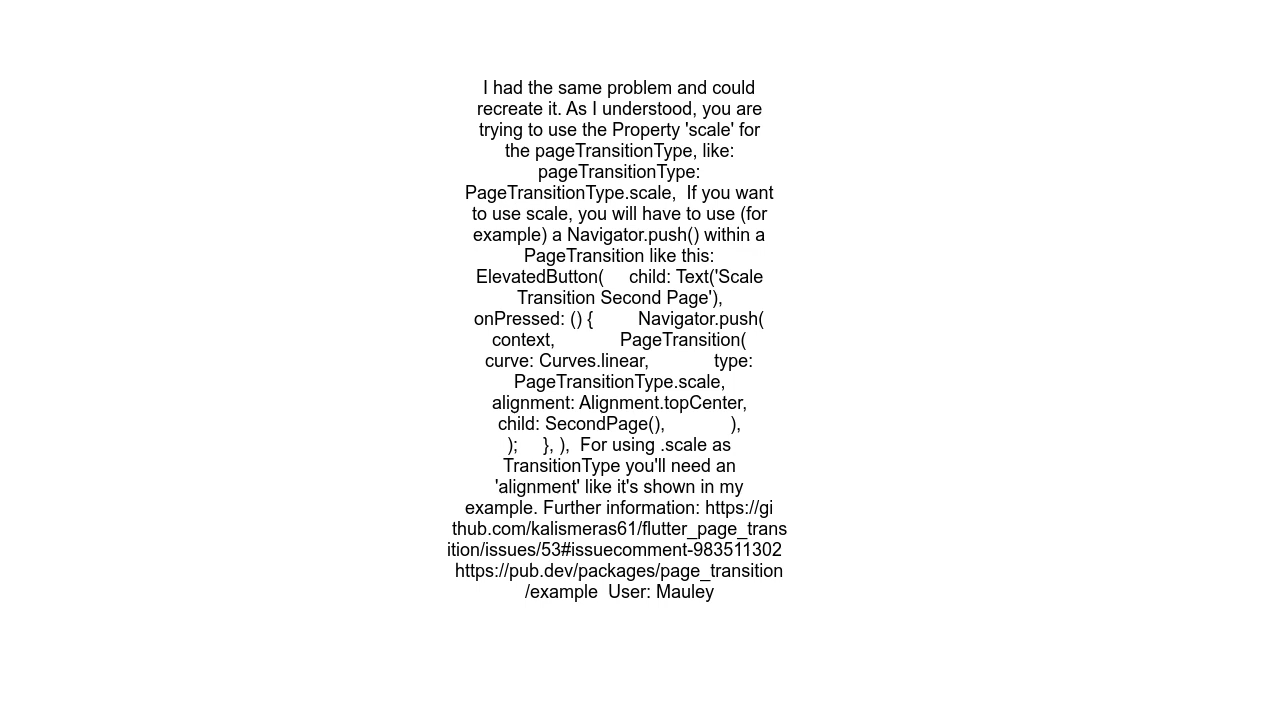 I had the same problem and could
recreate it. As I understood, you are
trying to use the Property 'scale' for
the pageTransitionType, like:
pageTransitionType:
PageTransitionType.scale,  If you want
to use scale, you will have to use (for
example) a Navigator.push() within a
PageTransition like this:
ElevatedButton(     child: Text('Scale
Transition Second Page'),
onPressed: () {         Navigator.push(
context,             PageTransition(
curve: Curves.linear,             type:
PageTransitionType.scale,
alignment: Alignment.topCenter,
child: SecondPage(),             ),
);     }, ),  For using .scale as
TransitionType you'll need an
'alignment' like it's shown in my
example. Further information: https://gi
thub.com/kalismeras61/flutter_page_trans
ition/issues/53#issuecomment-983511302
https://pub.dev/packages/page_transition
/example  User: Mauley